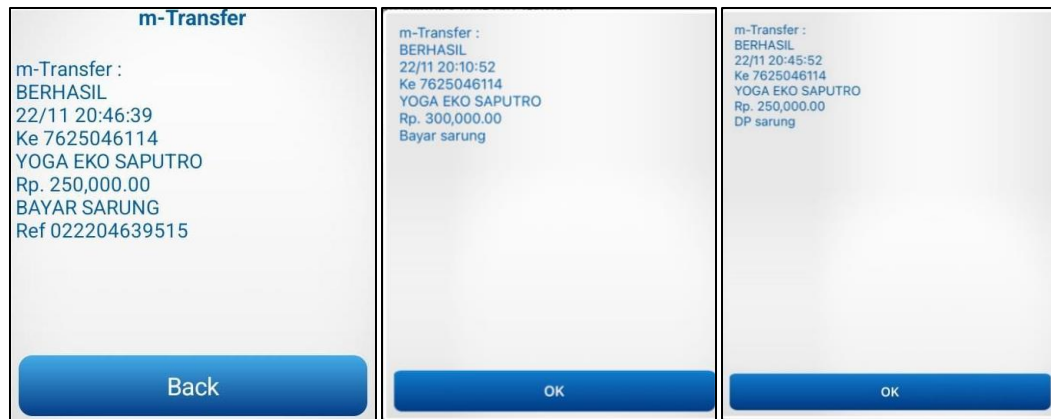 m-Transfer
m-Transfer :
BERHASIL
22/11 20:46:39
Ke 7625046114
YOGA EKO SAPUTRO
Rp. 250,000.00
BAYAR SARUNG
Ref 022204639515
Back
m-Transfer :
BERHASIL
22/11 20:10:52
Ke 7625046114
YOGA EKO SAPUTRO
Rp. 300,000.00
Bayar sarung
OK
m-Transfer :
BERHASIL
22/11 20:45:52
Ke 7625046114
YOGA EKO SAPUTRO
Rp. 250,000.00
DP sarung
OK